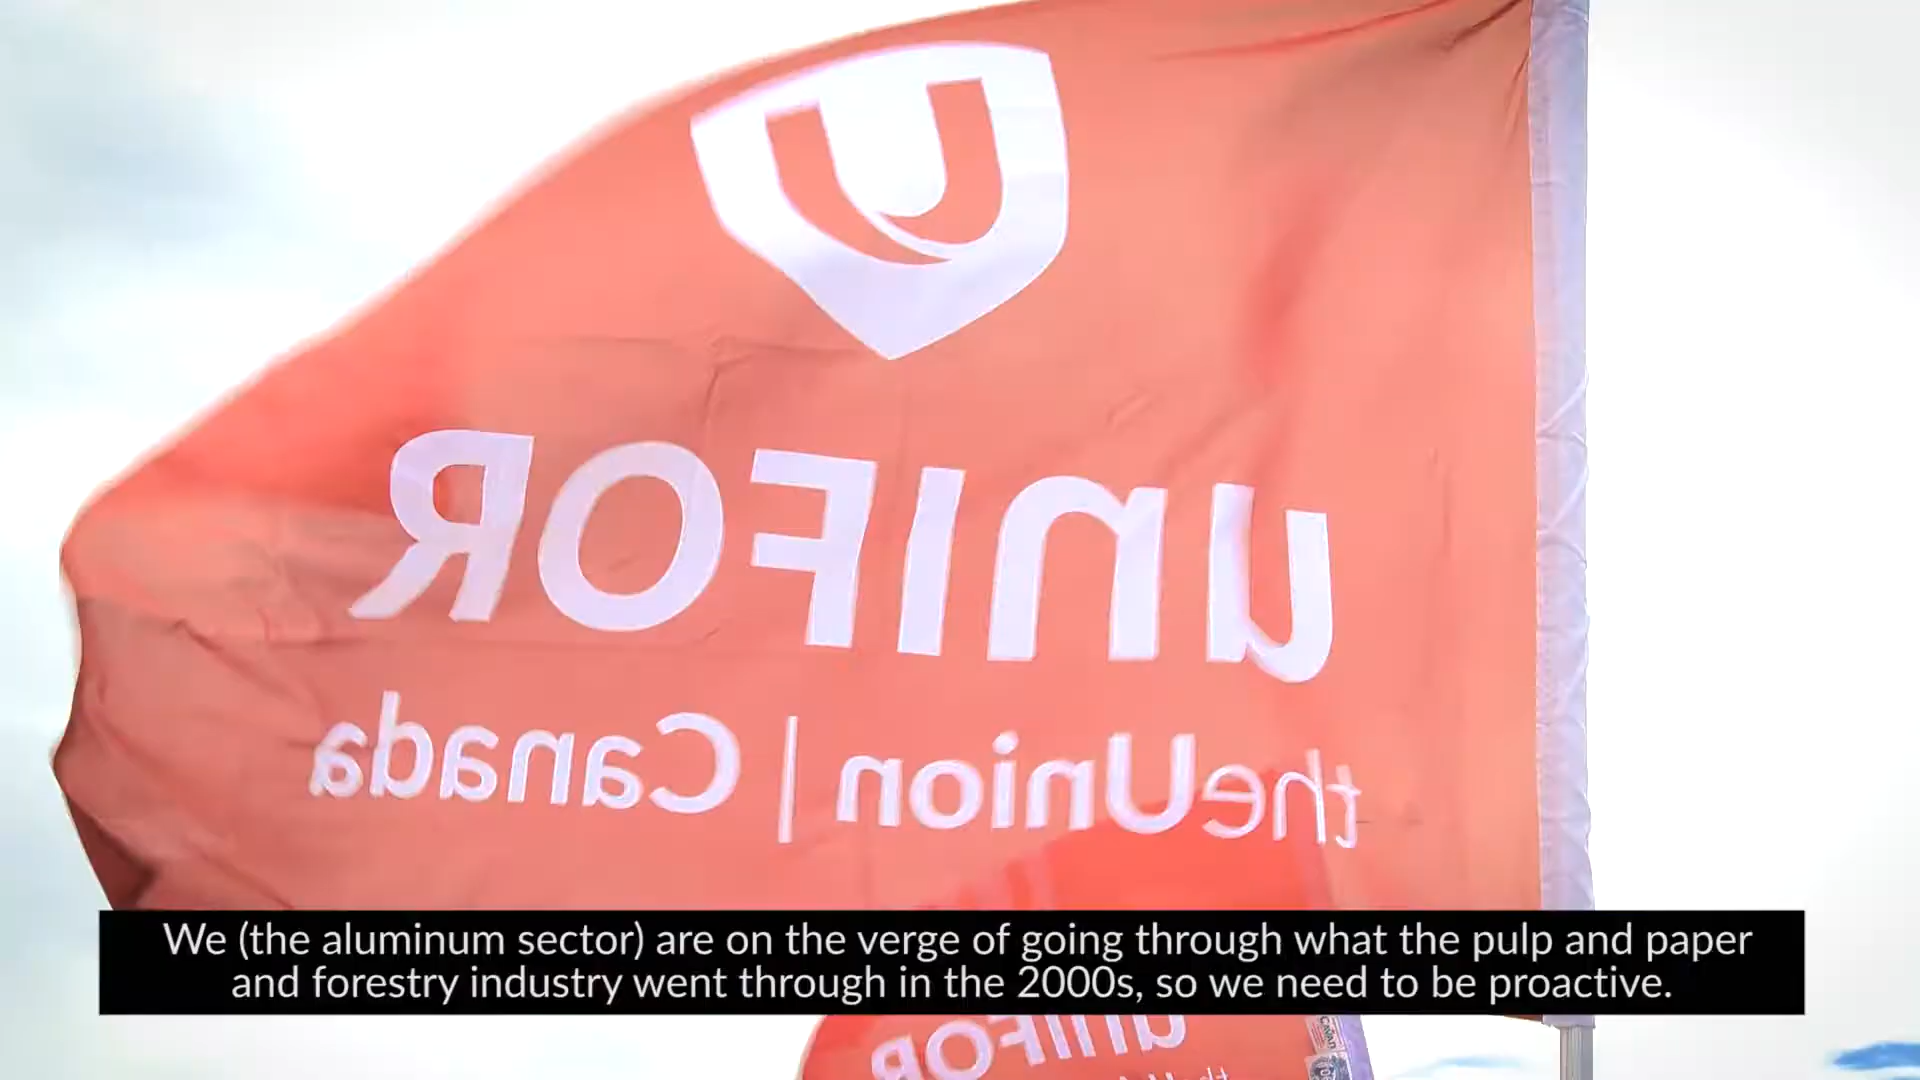 U
UNIFOR
theUnion | Canada
We (the aluminum sector) are on the verge of going through what the pulp and paper
and forestry industry went through in the 2000s, so we need to be proactive.
UNIFOR